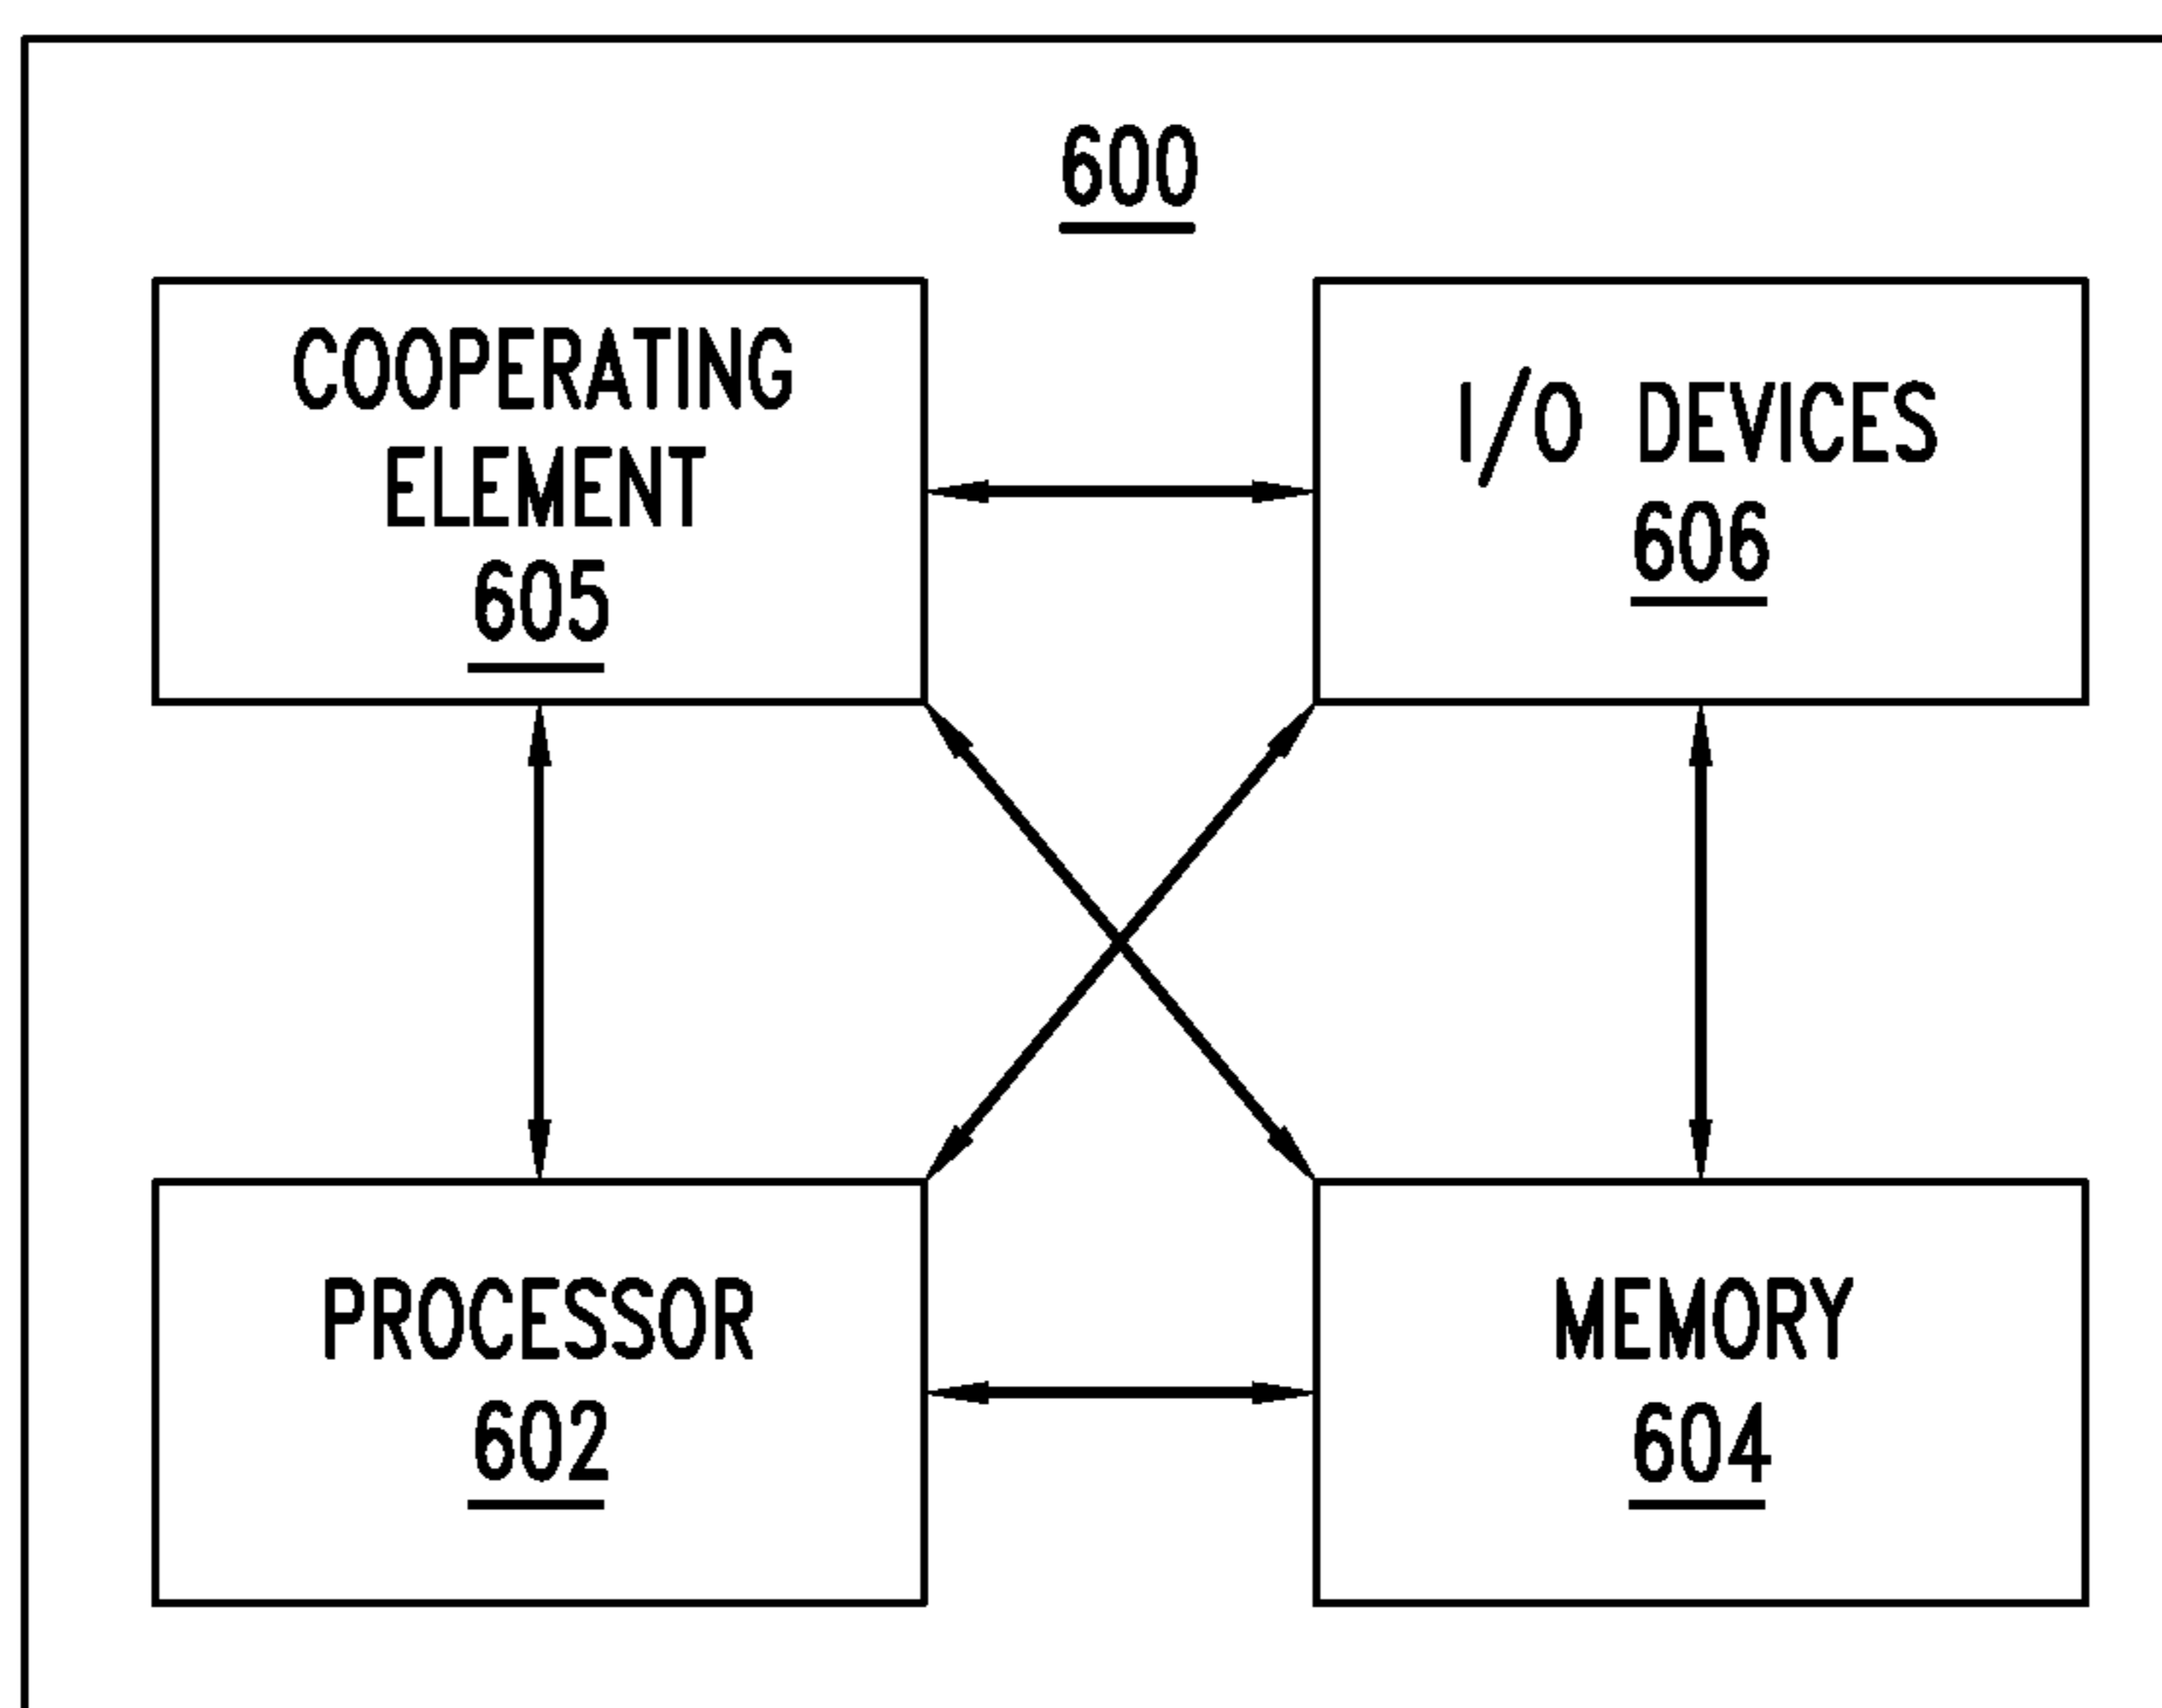 600
COOPERATING
ELEMENT
605
I/O DEVICES
606
PROCESSOR
602
MEMORY
604